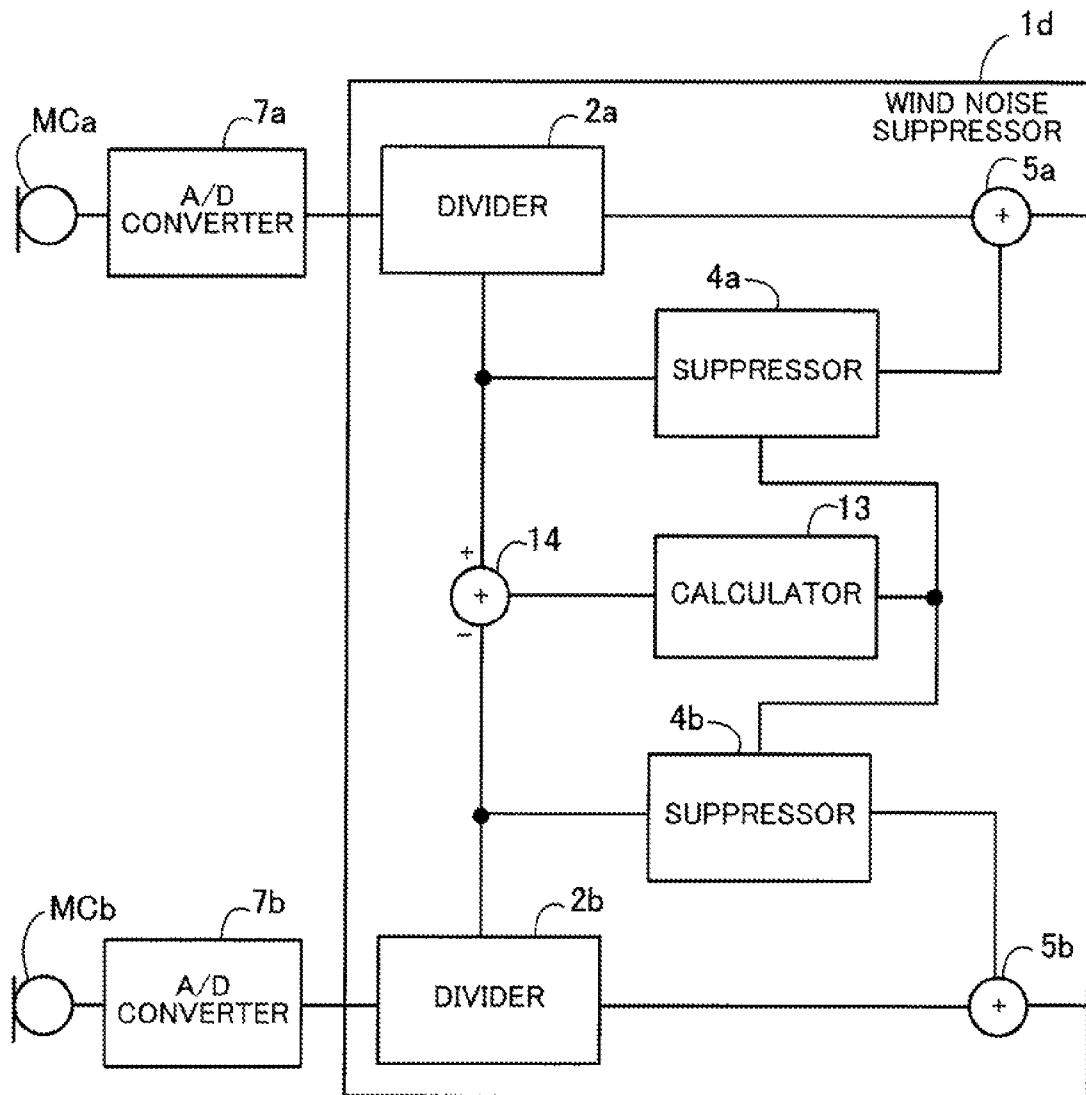 1d
WIND NOISE
SUPPRESSOR
MCa
7a
2a
5a
A/D
CONVERTER
DIVIDER
+
4a
SUPPRESSOR
13
+
14
+
CALCULATOR
−
4b
SUPPRESSOR
MCb
7b
2b
5b
A/D
CONVERTER
DIVIDER
+